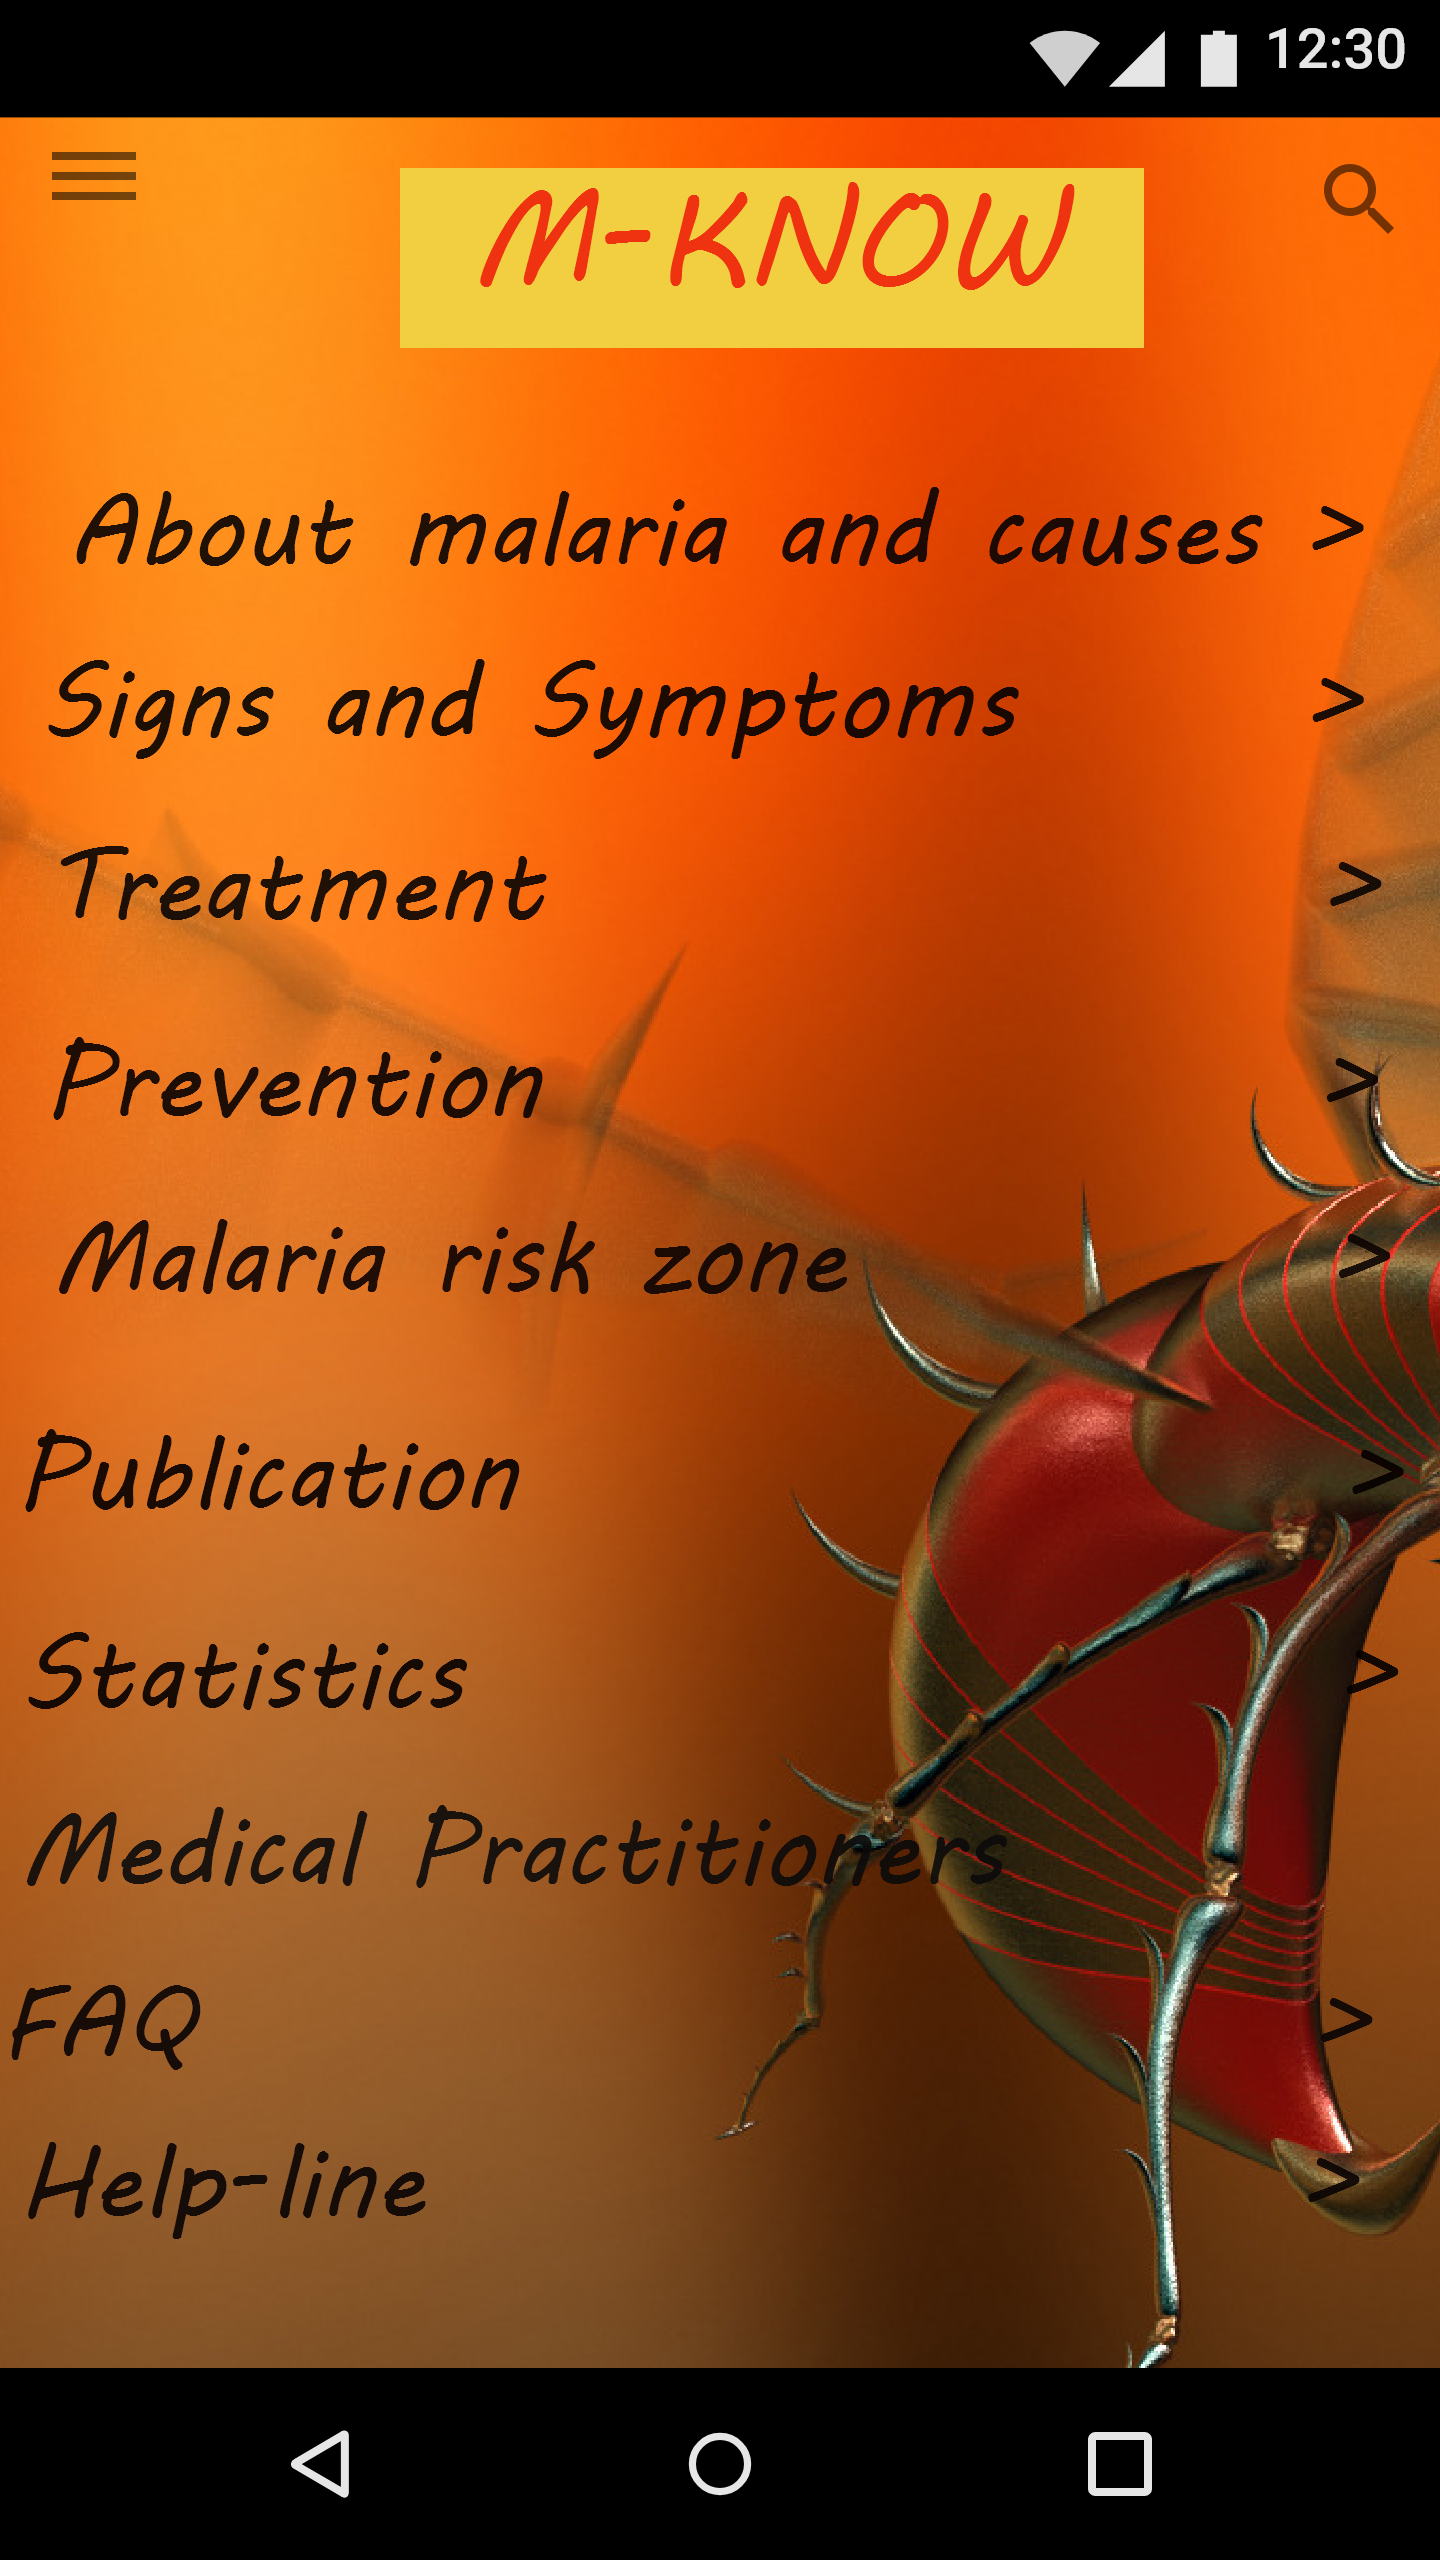 12:30
M-KNOW
About malaria and causes >
Signs and Symptoms >
Treatment >
Prevention >
Malaria risk zone >
Publication >
Statistics >
Medical Practitioners
FAQ >
Help-line >